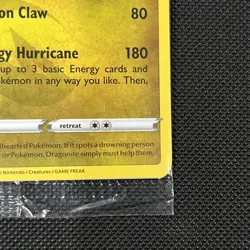 on Claw 80
gy Hurricane 180
up to 3 basic Energy cards and
okémon in any way you like. Then,
retreat
hearted Pokémon. If it spots a drowning person
or Pokémon, Dragonite simply must help them.
Nintendo / Creatures / GAME FREAK